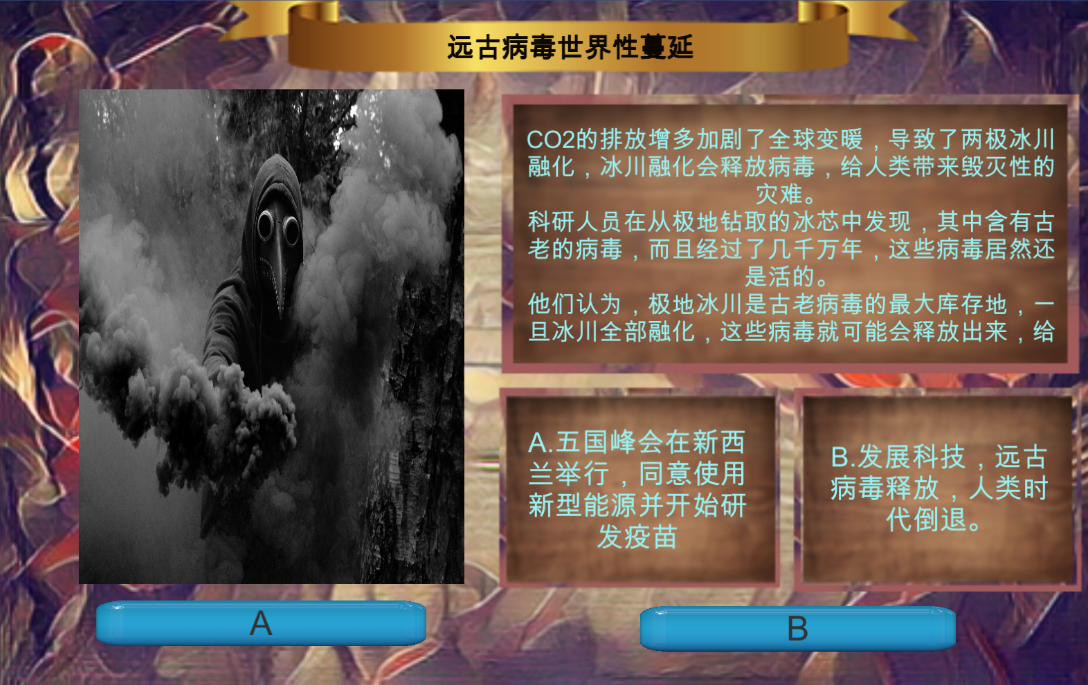 远古病毒世界性蔓延
CO2的排放增多加剧了全球变暖，导致了两极冰川
融化，冰川融化会释放病毒，给人类带来毁灭性的
灾难。
科研人员在从极地钻取的冰芯中发现，其中含有古
老的病毒，而且经过了几千万年，这些病毒居然还
是活的。
他们认为，极地冰川是古老病毒的最大库存地，一
且冰川全部融化，这些病毒就可能会释放出来，给
A.五国峰会在新西
兰举行，同意使用
新型能源并开始研
发疫苗
B.发展科技，远古
病毒释放，人类时
代倒退。
A
B